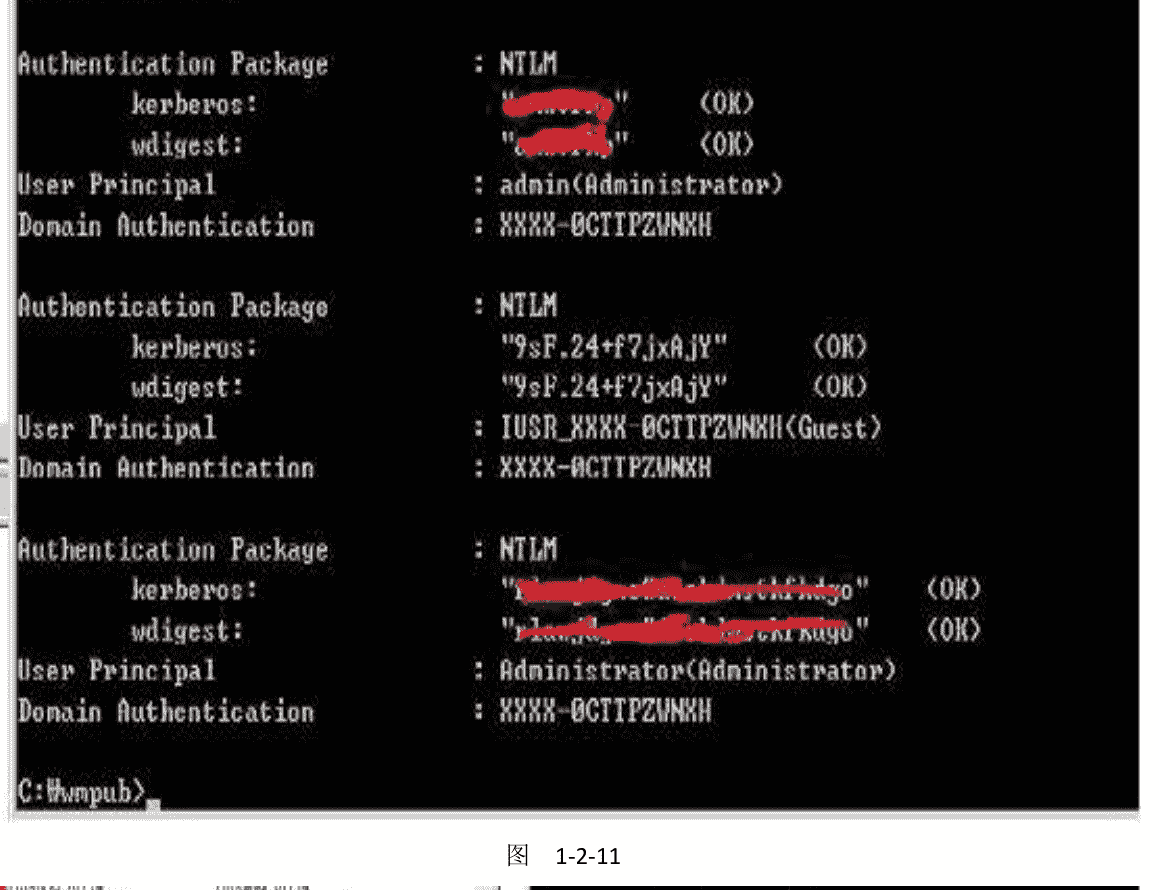 Authentication Package : NTLM
kerberos: (OK)
wdigest: (OK)
User Principal : admin(Administrator)
Domain Authentication : XXXX-0CTTPZWNXH
Authentication Package : NTLM
kerberos: "9sF.24+f7jxAjY" (OK)
wdigest: "9sF.24+f7jxAjY" (OK)
User Principal : IUSR_XXXX-0CTTPZWNXH(Guest)
Domain Authentication : XXXX-0CTTPZWNXH
Authentication Package : NTLM
kerberos: (OK)
wdigest: (OK)
User Principal : Administrator(Administrator)
Domain Authentication : XXXX-0CTTPZWNXH
C:₩wmpub>
图 1-2-11